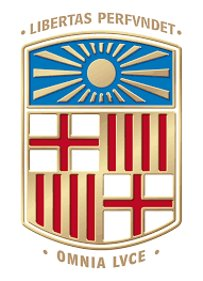 · LIBERTAS PERFVNDET ·
· OMNIA LVCE ·